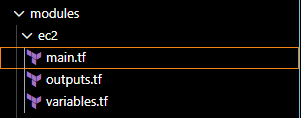 modules
ec2
main.tf
outputs.tf
variables.tf